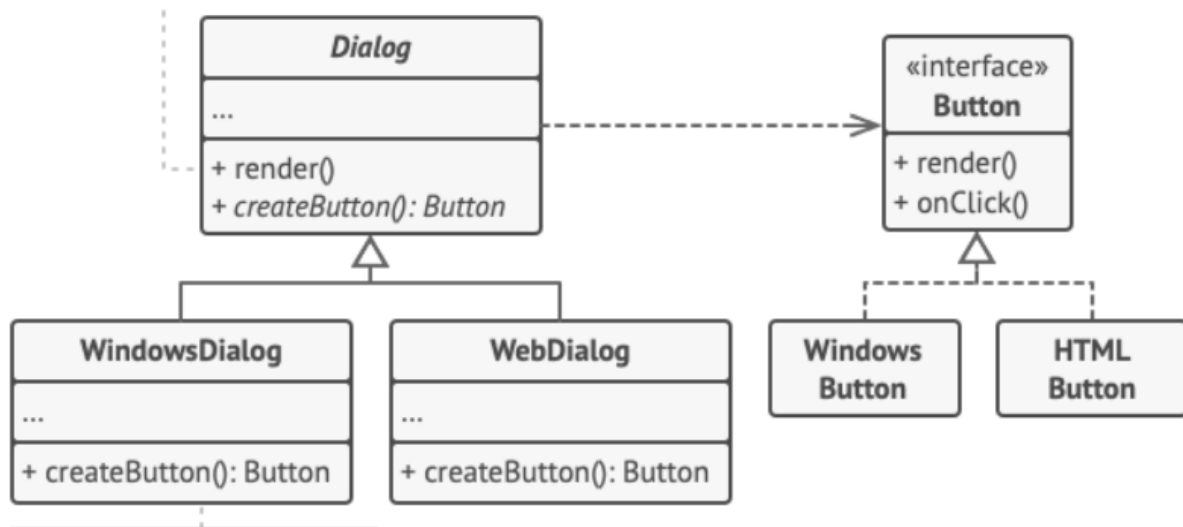 Dialog
...
+ render()
+ createButton(): Button
«interface»
Button
+ render()
+ onClick()
WindowsDialog
...
+ createButton(): Button
WebDialog
...
+ createButton(): Button
Windows
Button
HTML
Button